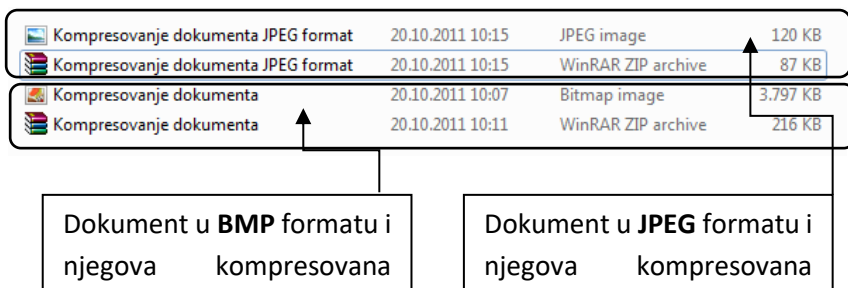 Kompresovanje dokumenta JPEG format 20.10.2011 10:15 JPEG image 120 KB
Kompresovanje dokumenta JPEG format 20.10.2011 10:15 WinRAR ZIP archive 87 KB
Kompresovanje dokumenta 20.10.2011 10:07 Bitmap image 3.797 KB
Kompresovanje dokumenta 20.10.2011 10:11 WinRAR ZIP archive 216 KB
Dokument u BMP formatu i
njegova kompresovana
Dokument u JPEG formatu i
njegova kompresovana